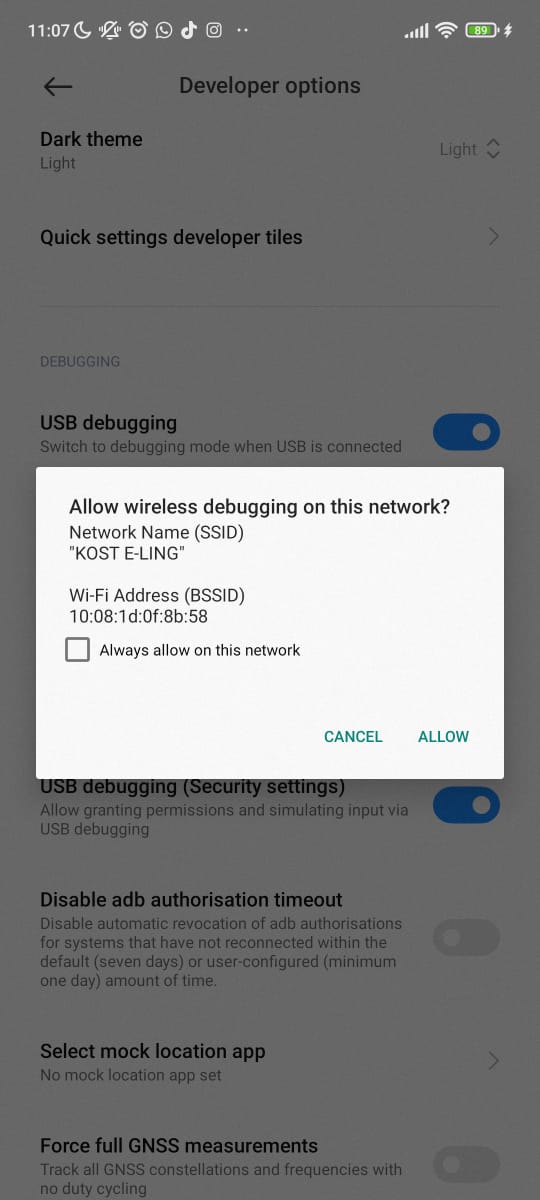 11:07
89
Developer options
Dark theme
Light
Light
Quick settings developer tiles
DEBUGGING
USB debugging
Switch to debugging mode when USB is connected
Allow wireless debugging on this network?
Network Name (SSID)
"KOST E-LING"
Wi-Fi Address (BSSID)
10:08:1d:0f:8b:58
Always allow on this network
CANCEL
ALLOW
USB debugging (Security settings)
Allow granting permissions and simulating input via
USB debugging
Disable adb authorisation timeout
Disable automatic revocation of adb authorisations
for systems that have not reconnected within the
default (seven days) or user-configured (minimum
one day) amount of time.
Select mock location app
No mock location app set
Force full GNSS measurements
Track all GNSS constellations and frequencies with
no duty cycling